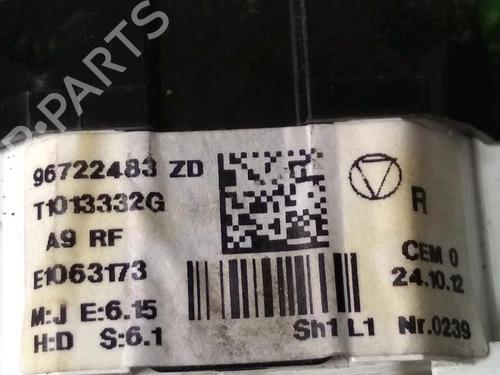 96722483 ZD
T1013332G
A9 RF
E1063173
M:J E:6.15
H:D S:6.1
R
CEM 0
24.10.12
Sh1 L1 Nr.0239